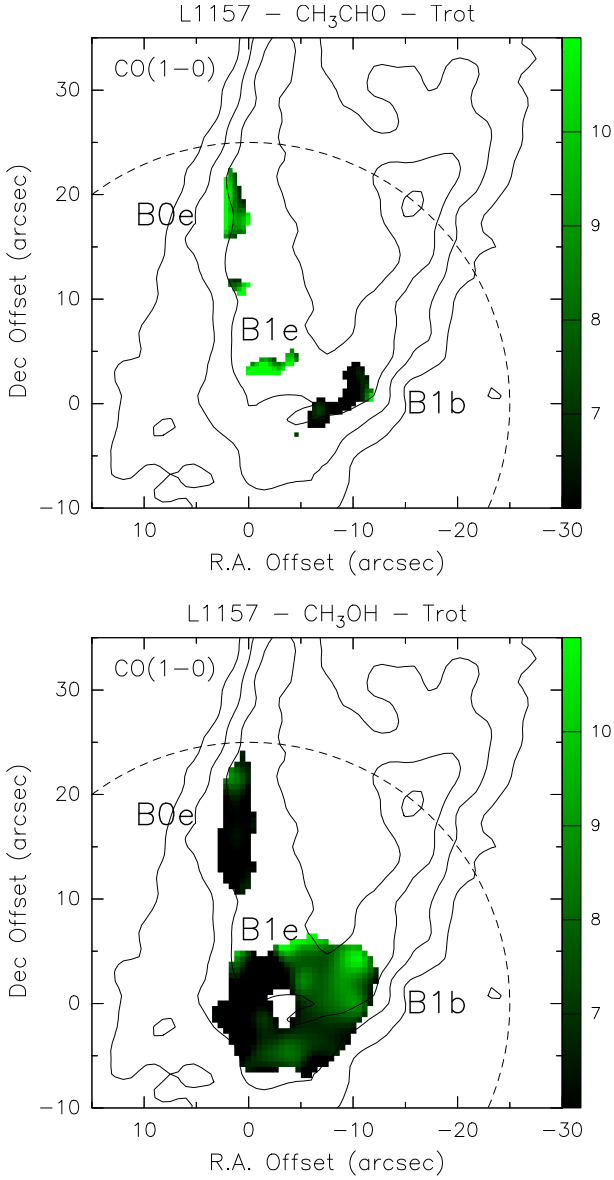 L1157 − CH₃CHO − Trot
CO(1−0)
B0e
B1e
B1b
30
20
10
0
−10
Dec Offset (arcsec)
10 0 −10 −20 −30
R.A. Offset (arcsec)
10
9
8
7
L1157 − CH₃OH − Trot
CO(1−0)
B0e
B1e
B1b
30
20
10
0
−10
Dec Offset (arcsec)
10 0 −10 −20 −30
R.A. Offset (arcsec)
10
9
8
7